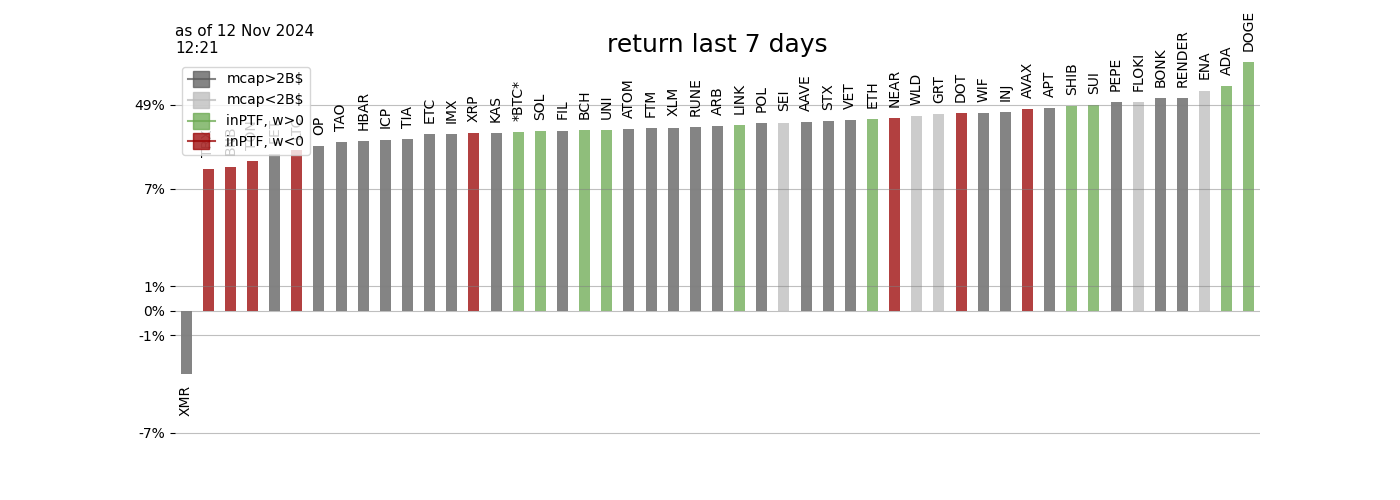 as of 12 Nov 2024
12:21
return last 7 days
mcap>2B$
mcap<2B$
inPTF, w>0
inPTF, w<0
49%
7%
1%
0%
-1%
-7%
XMR
OP
TAO
HBAR
ICP
TIA
ETC
IMX
XRP
KAS
*BTC*
SOL
FIL
BCH
UNI
ATOM
FTM
XLM
RUNE
ARB
LINK
POL
SEI
AAVE
STX
VET
ETH
NEAR
WLD
GRT
DOT
WIF
INJ
AVAX
APT
SHIB
SUI
PEPE
FLOKI
BONK
RENDER
ENA
ADA
DOGE